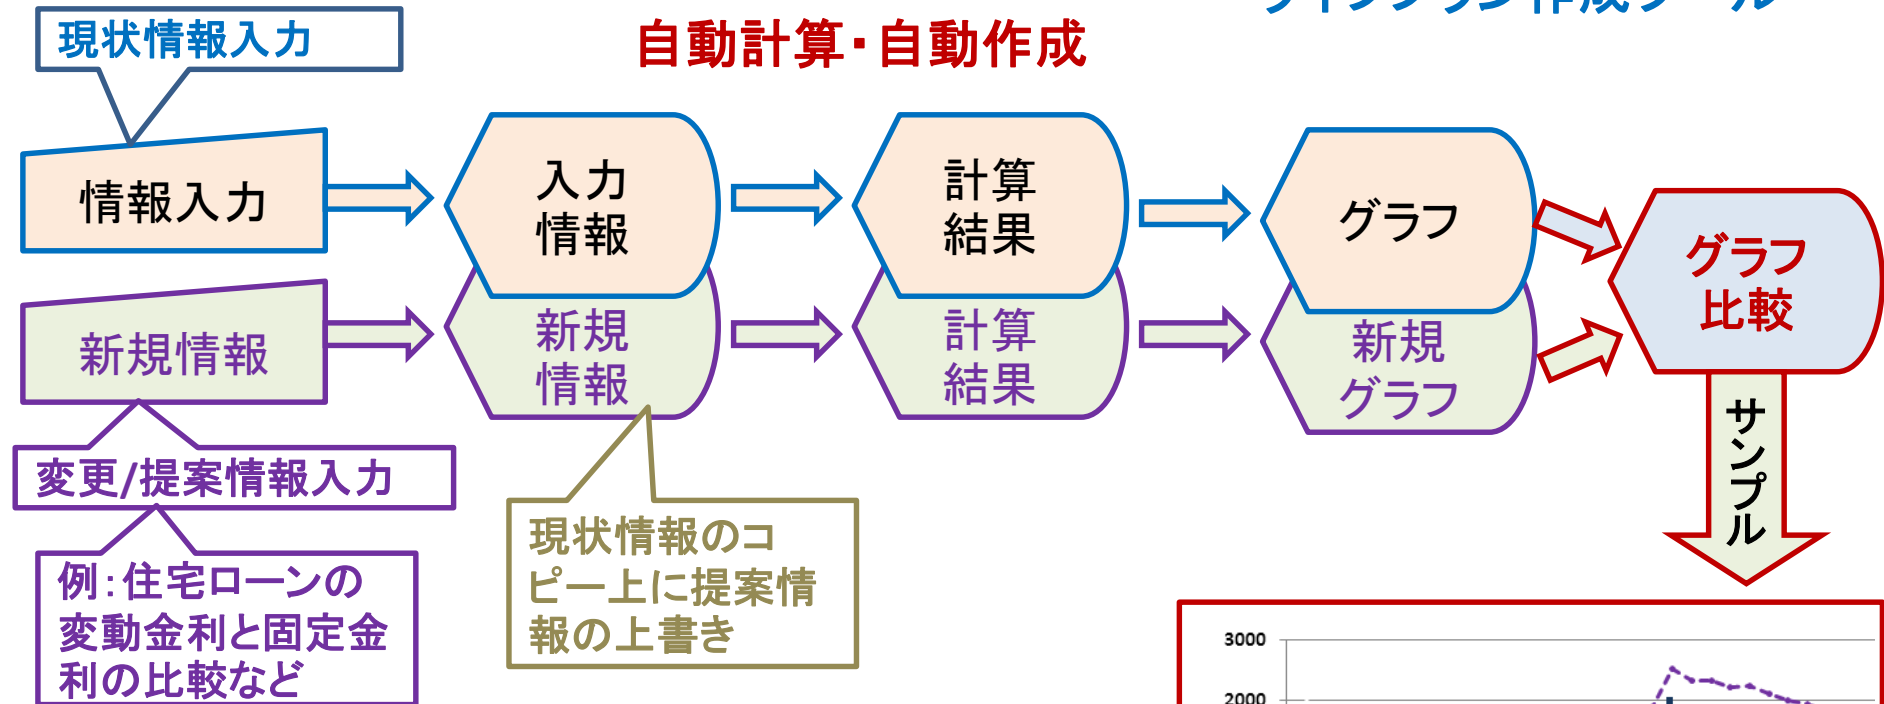 現状情報入力
自動計算・自動作成
情報入力
入力
情報
計算
結果
グラフ
グラフ
比較
新規情報
新規
情報
計算
結果
新規
グラフ
サンプル
変更/提案情報入力
例：住宅ローンの
変動金利と固定金
利の比較など
現状情報のコ
ピー上に提案情
報の上書き
3000
2000